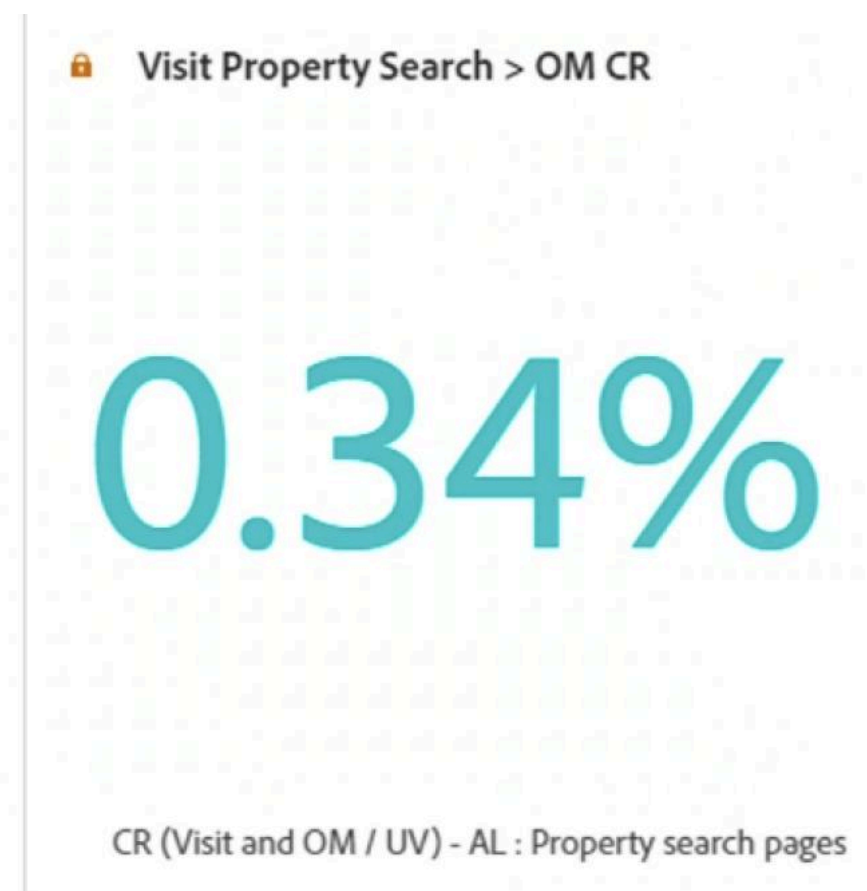 Visit Property Search > OM CR
0.34%
CR (Visit and OM / UV) - AL : Property search pages